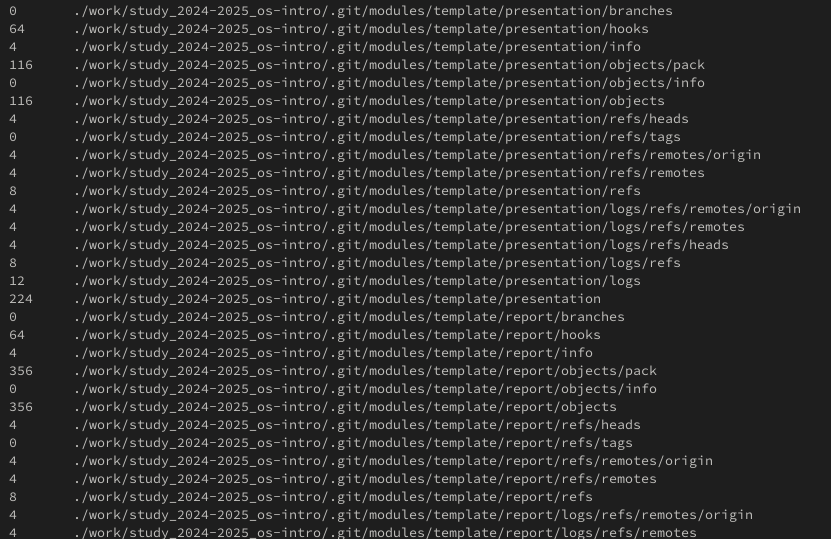 0 ./work/study_2024-2025_os-intro/.git/modules/template/presentation/branches
64 ./work/study_2024-2025_os-intro/.git/modules/template/presentation/hooks
4 ./work/study_2024-2025_os-intro/.git/modules/template/presentation/info
116 ./work/study_2024-2025_os-intro/.git/modules/template/presentation/objects/pack
0 ./work/study_2024-2025_os-intro/.git/modules/template/presentation/objects/info
116 ./work/study_2024-2025_os-intro/.git/modules/template/presentation/objects
4 ./work/study_2024-2025_os-intro/.git/modules/template/presentation/refs/heads
0 ./work/study_2024-2025_os-intro/.git/modules/template/presentation/refs/tags
4 ./work/study_2024-2025_os-intro/.git/modules/template/presentation/refs/remotes/origin
4 ./work/study_2024-2025_os-intro/.git/modules/template/presentation/refs/remotes
8 ./work/study_2024-2025_os-intro/.git/modules/template/presentation/refs
4 ./work/study_2024-2025_os-intro/.git/modules/template/presentation/logs/refs/remotes/origin
4 ./work/study_2024-2025_os-intro/.git/modules/template/presentation/logs/refs/remotes
4 ./work/study_2024-2025_os-intro/.git/modules/template/presentation/logs/refs/heads
8 ./work/study_2024-2025_os-intro/.git/modules/template/presentation/logs/refs
12 ./work/study_2024-2025_os-intro/.git/modules/template/presentation/logs
224 ./work/study_2024-2025_os-intro/.git/modules/template/presentation
0 ./work/study_2024-2025_os-intro/.git/modules/template/report/branches
64 ./work/study_2024-2025_os-intro/.git/modules/template/report/hooks
4 ./work/study_2024-2025_os-intro/.git/modules/template/report/info
356 ./work/study_2024-2025_os-intro/.git/modules/template/report/objects/pack
0 ./work/study_2024-2025_os-intro/.git/modules/template/report/objects/info
356 ./work/study_2024-2025_os-intro/.git/modules/template/report/objects
4 ./work/study_2024-2025_os-intro/.git/modules/template/report/refs/heads
0 ./work/study_2024-2025_os-intro/.git/modules/template/report/refs/tags
4 ./work/study_2024-2025_os-intro/.git/modules/template/report/refs/remotes/origin
4 ./work/study_2024-2025_os-intro/.git/modules/template/report/refs/remotes
8 ./work/study_2024-2025_os-intro/.git/modules/template/report/refs
4 ./work/study_2024-2025_os-intro/.git/modules/template/report/logs/refs/remotes/origin
4 ./work/study_2024-2025_os-intro/.git/modules/template/report/logs/refs/remotes